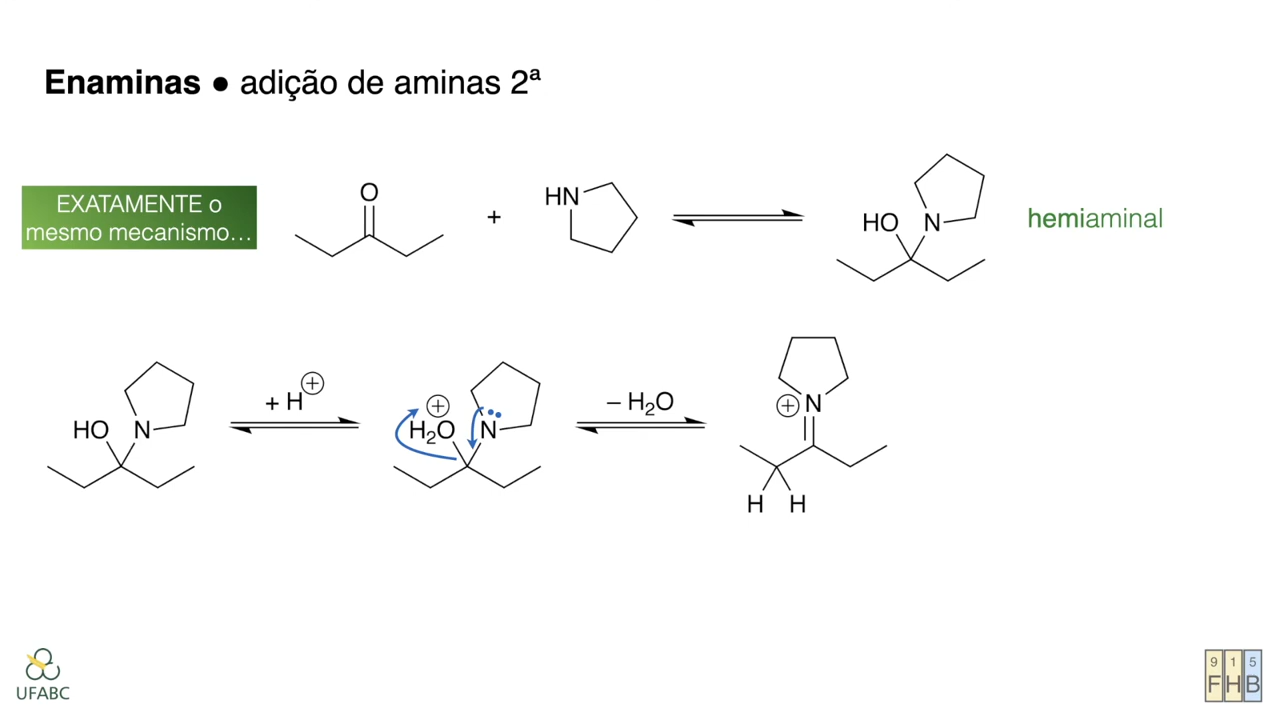 Enaminas ● adição de aminas 2ª
EXATAMENTE o
mesmo mecanismo...
O
+
HN
HO
N
hemiaminal
HO
N
+ H⊕
⊕
H₂O
N
– H₂O
⊕ N
H H
UFABC
9 1 5
F H B